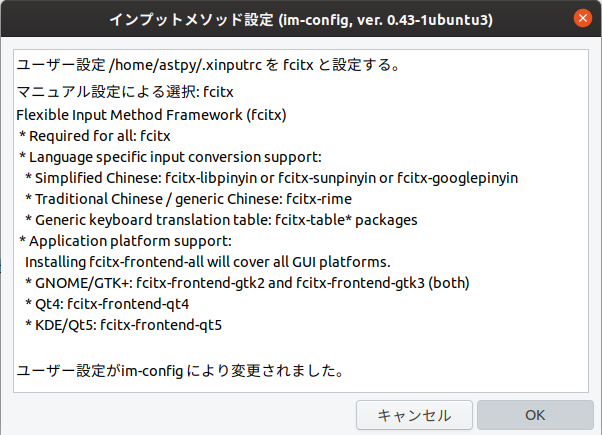 インプットメソッド設定 (im-config, ver. 0.43-1ubuntu3)
ユーザー設定 /home/astpy/.xinputrc を fcitx と設定する。
マニュアル設定による選択: fcitx
Flexible Input Method Framework (fcitx)
* Required for all: fcitx
* Language specific input conversion support:
* Simplified Chinese: fcitx-libpinyin or fcitx-sunpinyin or fcitx-googlepinyin
* Traditional Chinese / generic Chinese: fcitx-rime
* Generic keyboard translation table: fcitx-table* packages
* Application platform support:
Installing fcitx-frontend-all will cover all GUI platforms.
* GNOME/GTK+: fcitx-frontend-gtk2 and fcitx-frontend-gtk3 (both)
* Qt4: fcitx-frontend-qt4
* KDE/Qt5: fcitx-frontend-qt5
ユーザー設定がim-config により変更されました。
キャンセル
OK